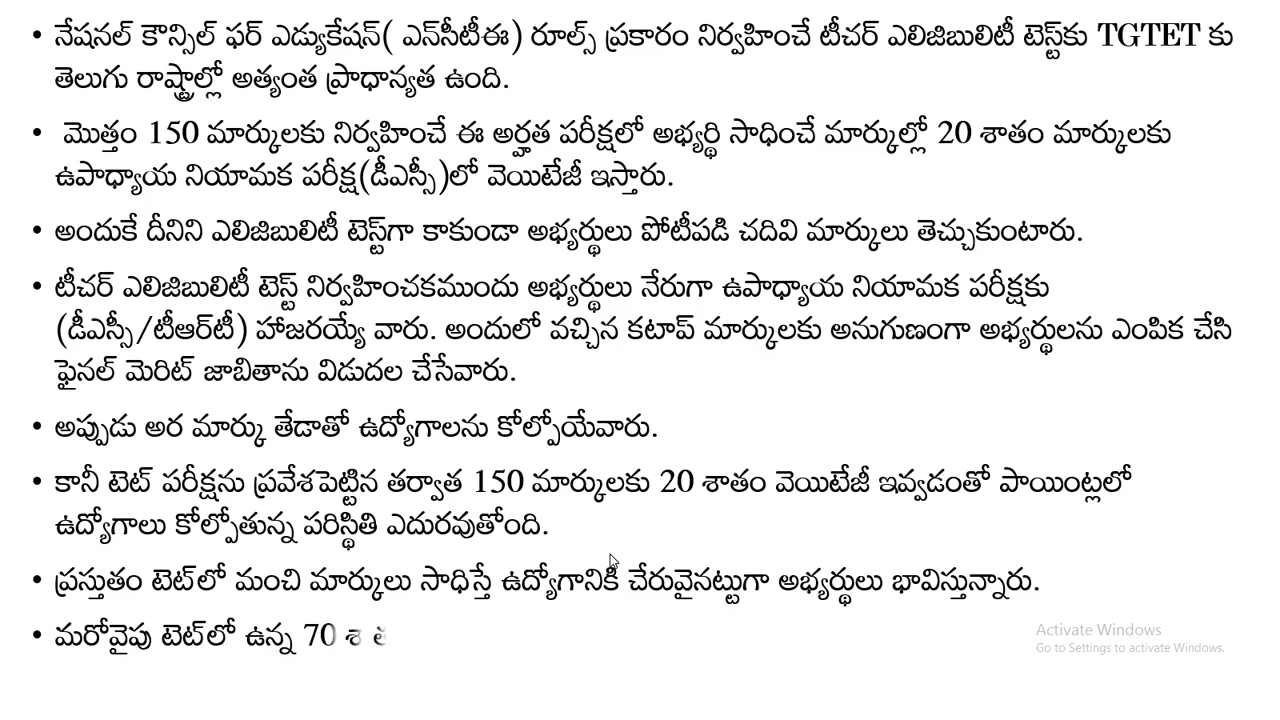 • నేషనల్ కౌన్సిల్ ఫర్ ఎడ్యుకేషన్( ఎన్‌సీటీఈ) రూల్స్ ప్రకారం నిర్వహించే టీచర్ ఎలిజిబులిటీ టెస్ట్‌కు TGTET కు
తెలుగు రాష్ట్రాల్లో అత్యంత ప్రాధాన్యత ఉంది.
• మొత్తం 150 మార్కులకు నిర్వహించే ఈ అర్హత పరీక్షలో అభ్యర్థి సాధించే మార్కుల్లో 20 శాతం మార్కులకు
ఉపాధ్యాయ నియామక పరీక్ష(డీఎస్సీ)లో వెయిటేజీ ఇస్తారు.
• అందుకే దీనిని ఎలిజిబులిటీ టెస్ట్‌గా కాకుండా అభ్యర్థులు పోటీపడి చదివి మార్కులు తెచ్చుకుంటారు.
• టీచర్ ఎలిజిబులిటీ టెస్ట్ నిర్వహించకముందు అభ్యర్థులు నేరుగా ఉపాధ్యాయ నియామక పరీక్షకు
(డీఎస్సీ/టీఆర్‌టీ) హాజరయ్యే వారు. అందులో వచ్చిన కటాప్ మార్కులకు అనుగుణంగా అభ్యర్థులను ఎంపిక చేసి
ఫైనల్ మెరిట్ జాబితాను విడుదల చేసేవారు.
• అప్పుడు అర మార్కు తేడాతో ఉద్యోగాలను కోల్పోయేవారు.
• కానీ టెట్ పరీక్షను ప్రవేశపెట్టిన తర్వాత 150 మార్కులకు 20 శాతం వెయిటేజీ ఇవ్వడంతో పాయింట్లలో
ఉద్యోగాలు కోల్పోతున్న పరిస్థితి ఎదురవుతోంది.
• ప్రస్తుతం టెట్‌లో మంచి మార్కులు సాధిస్తే ఉద్యోగానికి చేరువైనట్టుగా అభ్యర్థులు భావిస్తున్నారు.
• మరోవైపు టెట్‌లో ఉన్న 70
Activate Windows
Go to Settings to activate Windows.